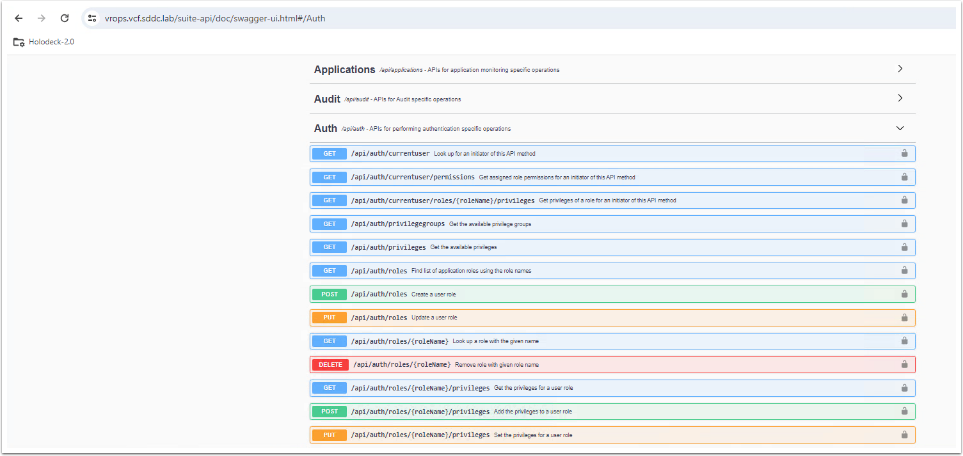 vrops.vcf.sddc.lab/suite-api/doc/swagger-ui.html#/Auth
Holodeck-2.0
Applications /api/applications - APIs for application monitoring specific operations
Audit /api/audit - APIs for Audit specific operations
Auth /api/auth - APIs for performing authentication specific operations
GET /api/auth/currentuser Look up for an initiator of this API method
GET /api/auth/currentuser/permissions Get assigned role permissions for an initiator of this API method
GET /api/auth/currentuser/roles/{roleName}/privileges Get privileges of a role for an initiator of this API method
GET /api/auth/privilegegroups Get the available privilege groups
GET /api/auth/privileges Get the available privileges
GET /api/auth/roles Find list of application roles using the role names
POST /api/auth/roles Create a user role
PUT /api/auth/roles Update a user role
GET /api/auth/roles/{roleName} Look up a role with the given name
DELETE /api/auth/roles/{roleName} Remove role with given role name
GET /api/auth/roles/{roleName}/privileges Get the privileges for a user role
POST /api/auth/roles/{roleName}/privileges Add the privileges to a user role
PUT /api/auth/roles/{roleName}/privileges Set the privileges for a user role